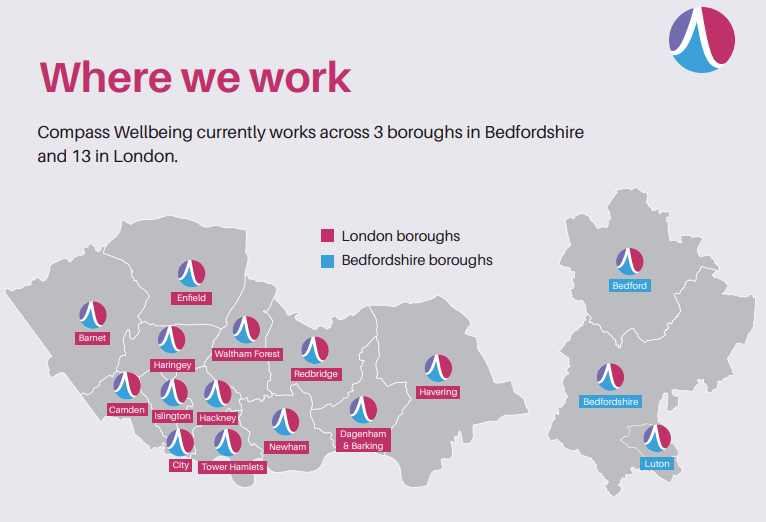 Where we work
Compass Wellbeing currently works across 3 boroughs in Bedfordshire
and 13 in London.
London boroughs
Bedfordshire boroughs
Enfield
Barnet
Haringey
Waltham Forest
Redbridge
Havering
Camden
Islington
Hackney
Newham
Dagenham
& Barking
City
Tower Hamlets
Bedford
Bedfordshire
Luton